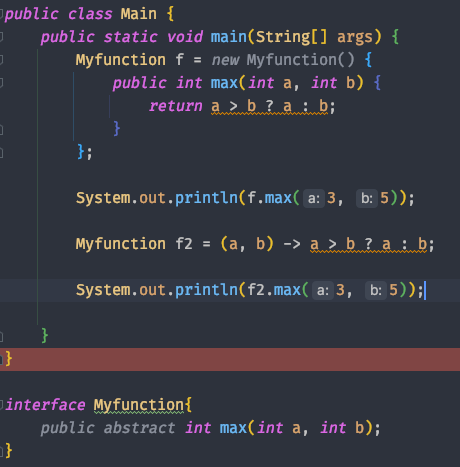 public class Main {
public static void main(String[] args) {
Myfunction f = new Myfunction() {
public int max(int a, int b) {
return a > b ? a : b;
}
};
System.out.println(f.max( a: 3, b: 5));
Myfunction f2 = (a, b) -> a > b ? a : b;
System.out.println(f2.max( a: 3, b: 5));
}
}
interface Myfunction{
public abstract int max(int a, int b);
}